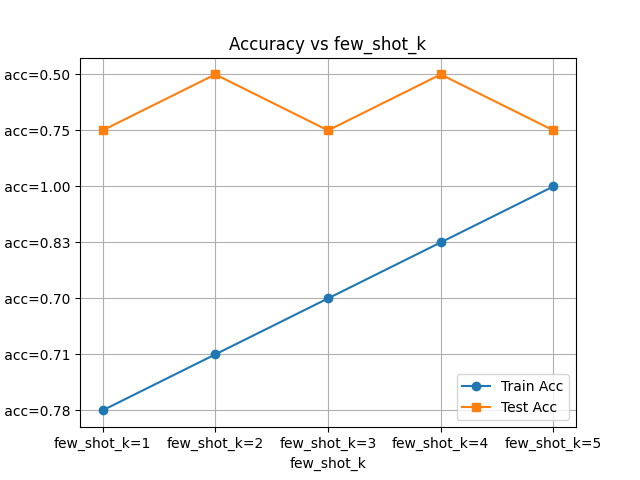 Accuracy vs few_shot_k
acc=0.50
acc=0.75
acc=1.00
acc=0.83
acc=0.70
acc=0.71
acc=0.78
Train Acc
Test Acc
few_shot_k=1 few_shot_k=2 few_shot_k=3 few_shot_k=4 few_shot_k=5
few_shot_k